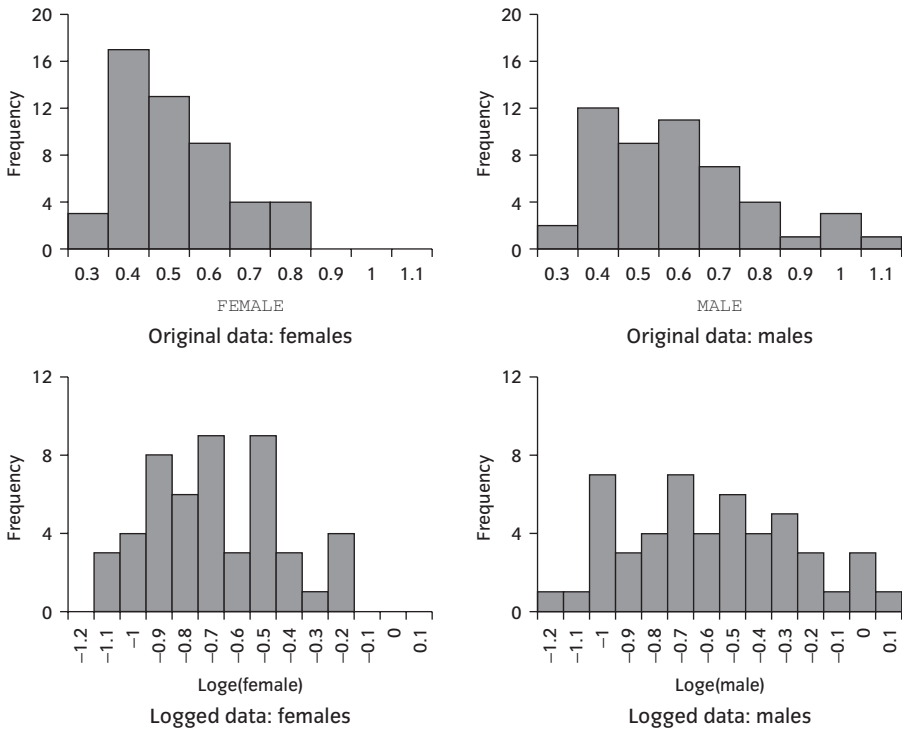 20
16
12
8
4
0
Frequency
0.3 0.4 0.5 0.6 0.7 0.8 0.9 1 1.1
FEMALE
Original data: females
20
16
12
8
4
0
Frequency
0.3 0.4 0.5 0.6 0.7 0.8 0.9 1 1.1
MALE
Original data: males
12
8
4
0
Frequency
−1.2 −1.1 −1 −0.9 −0.8 −0.7 −0.6 −0.5 −0.4 −0.3 −0.2 −0.1 0 0.1
Loge(female)
Logged data: females
12
8
4
0
Frequency
−1.2 −1.1 −1 −0.9 −0.8 −0.7 −0.6 −0.5 −0.4 −0.3 −0.2 −0.1 0 0.1
Loge(male)
Logged data: males